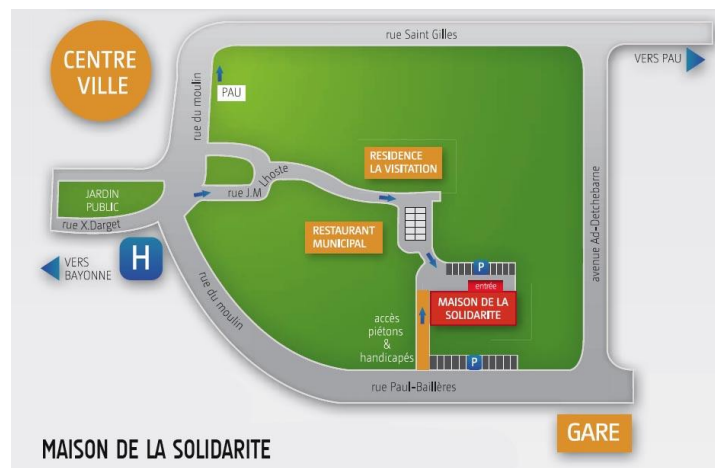 rue Saint Gilles
CENTRE
VILLE
VERS PAU
PAU
rue du moulin
RESIDENCE
LA VISITATION
rue J.M Lhoste
JARDIN
PUBLIC
rue X.Darget
RESTAURANT
MUNICIPAL
avenue Ad-Detchebarne
H
VERS
BAYONNE
P
entrée
MAISON DE LA
SOLIDARITE
rue du moulin
accès
piétons
&
handicapés
P
rue Paul-Baillères
GARE
MAISON DE LA SOLIDARITE